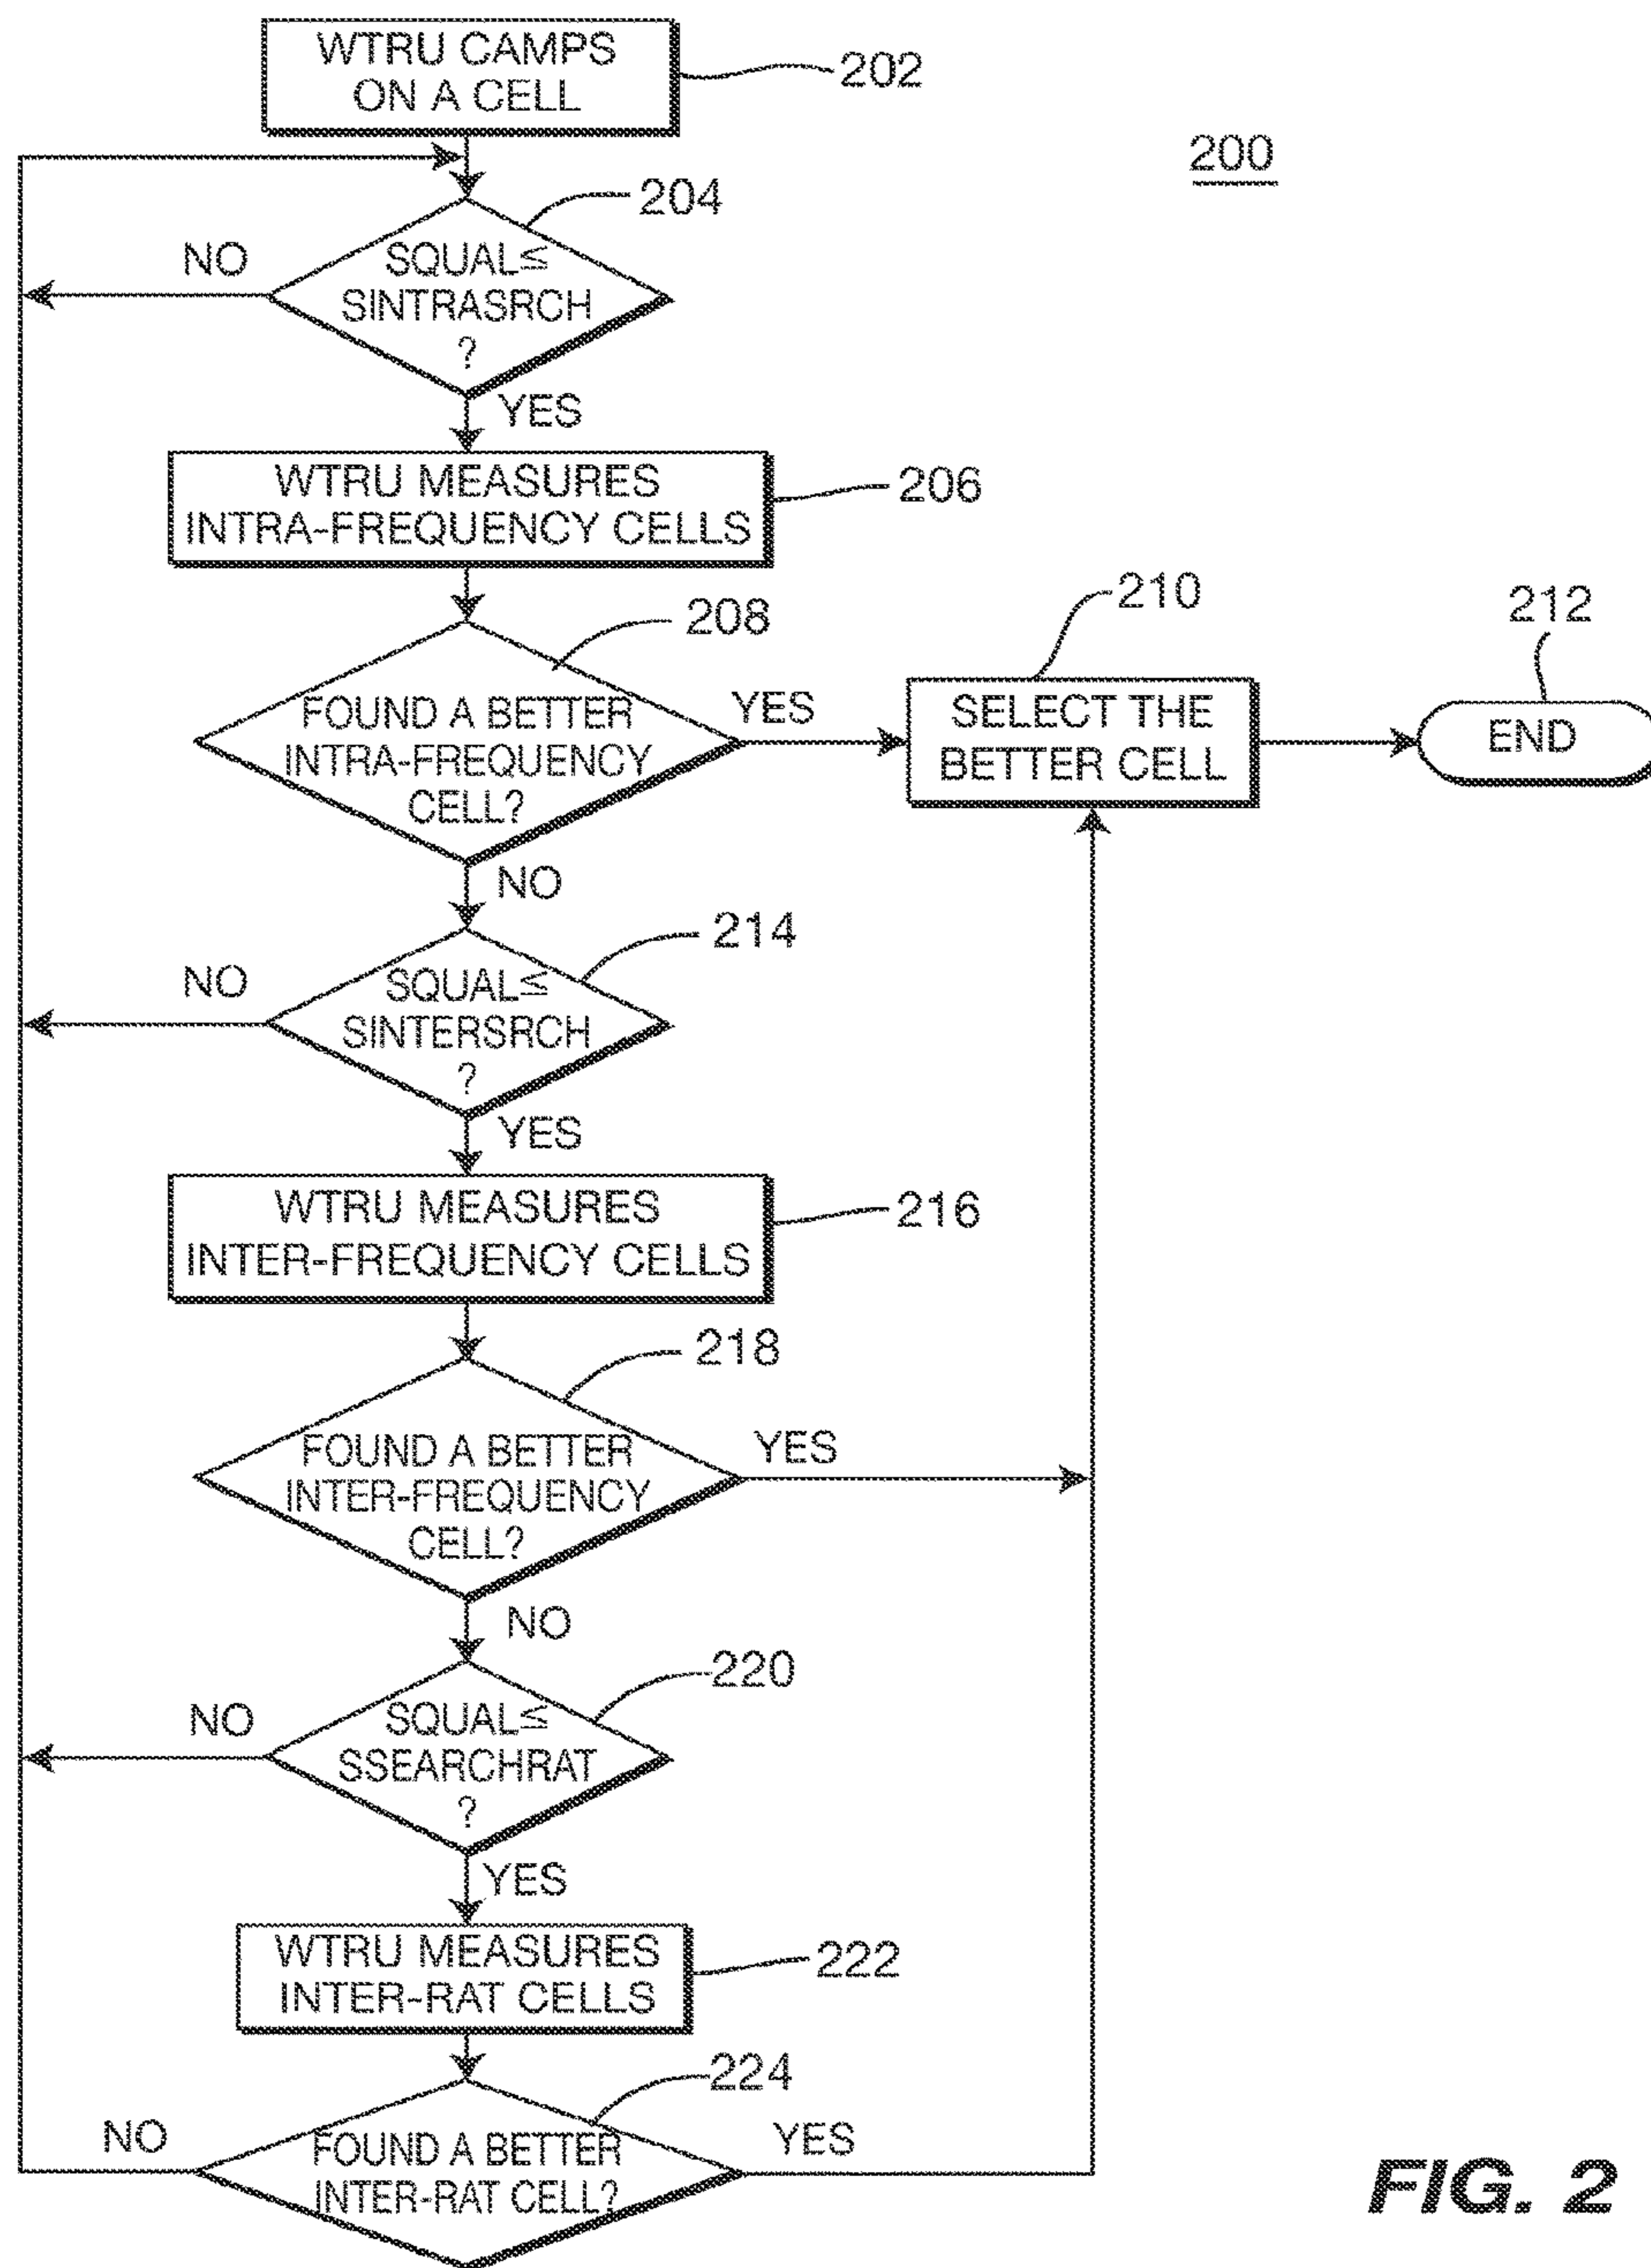 WTRU CAMPS
ON A CELL
202
200
204
SQUAL≦
SINTRASRCH
?
NO
YES
WTRU MEASURES
INTRA-FREQUENCY CELLS
206
208
FOUND A BETTER
INTRA-FREQUENCY
CELL?
YES
210
SELECT THE
BETTER CELL
212
END
NO
214
SQUAL≦
SINTERSRCH
?
NO
YES
WTRU MEASURES
INTER-FREQUENCY CELLS
216
218
FOUND A BETTER
INTER-FREQUENCY
CELL?
YES
NO
220
SQUAL≦
SSEARCHRAT
?
NO
YES
WTRU MEASURES
INTER-RAT CELLS
222
224
FOUND A BETTER
INTER-RAT CELL?
NO
YES
FIG. 2